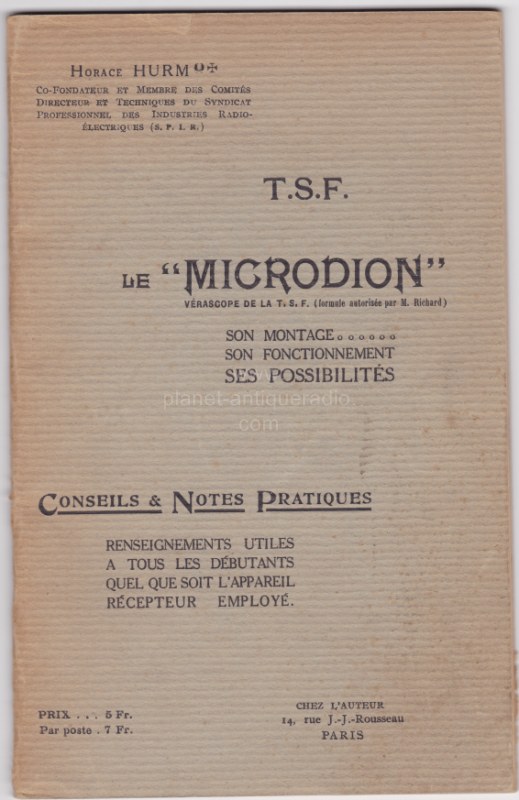 HORACE HURM
CO-FONDATEUR ET MEMBRE DES COMITÉS
DIRECTEUR ET TECHNIQUES DU SYNDICAT
PROFESSIONNEL DES INDUSTRIES RADIO-
ÉLECTRIQUES (S. P. I. R.)
T.S.F.
LE "MICRODION"
VÉRASCOPE DE LA T. S. F. (formule autorisée par M. Richard)
SON MONTAGE......
SON FONCTIONNEMENT
SES POSSIBILITÉS
planet-antiqueradio.
com
CONSEILS & NOTES PRATIQUES
RENSEIGNEMENTS UTILES
A TOUS LES DÉBUTANTS
QUEL QUE SOIT L'APPAREIL
RÉCEPTEUR EMPLOYÉ.
PRIX . . . 5 Fr.
Par poste . 7 Fr.
CHEZ L'AUTEUR
14, rue J.-J.-Rousseau
PARIS